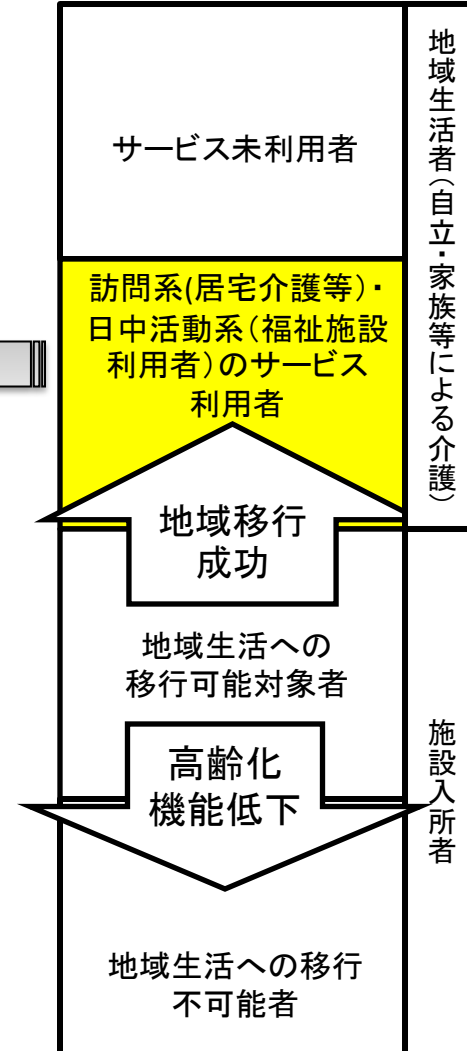 サービス未利用者
訪問系(居宅介護等)・
日中活動系(福祉施設
利用者)のサービス
利用者
地域移行
成功
地域生活への
移行可能対象者
高齢化
機能低下
地域生活への移行
不可能者
地域生活者(自立・家族等による介護)
施設入所者